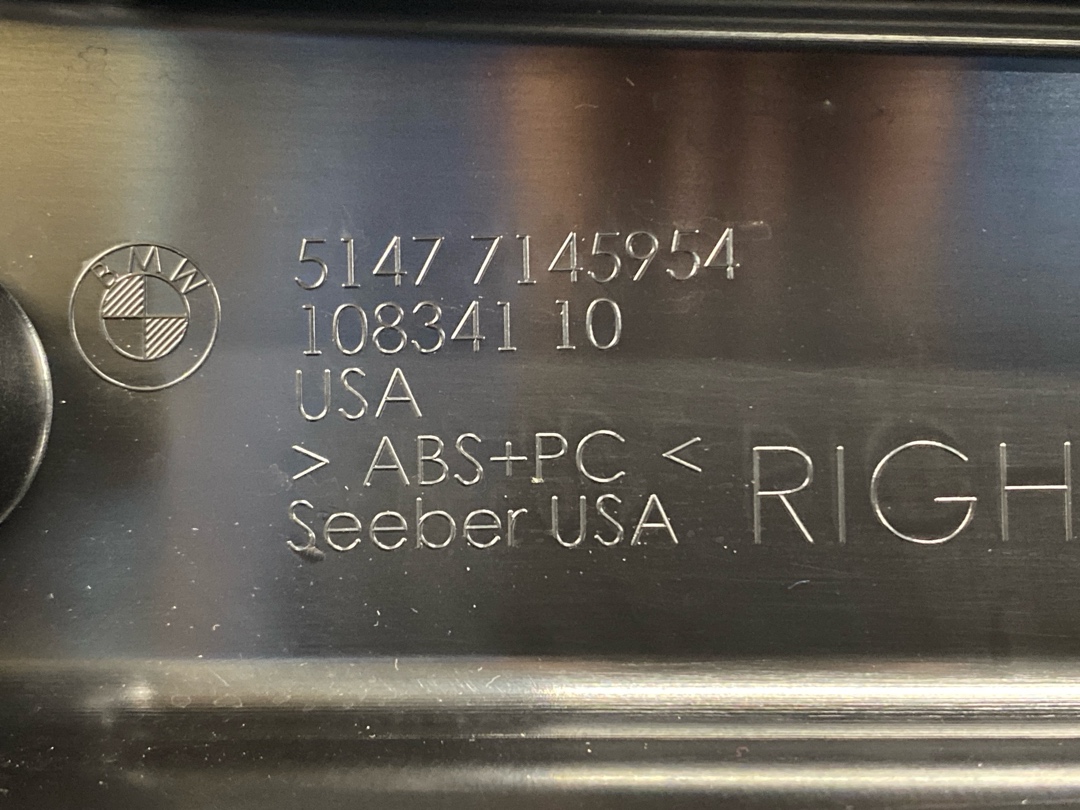 BMW
5147 7145954
108341 10
USA
> ABS+PC <
Seeber USA
RIGH